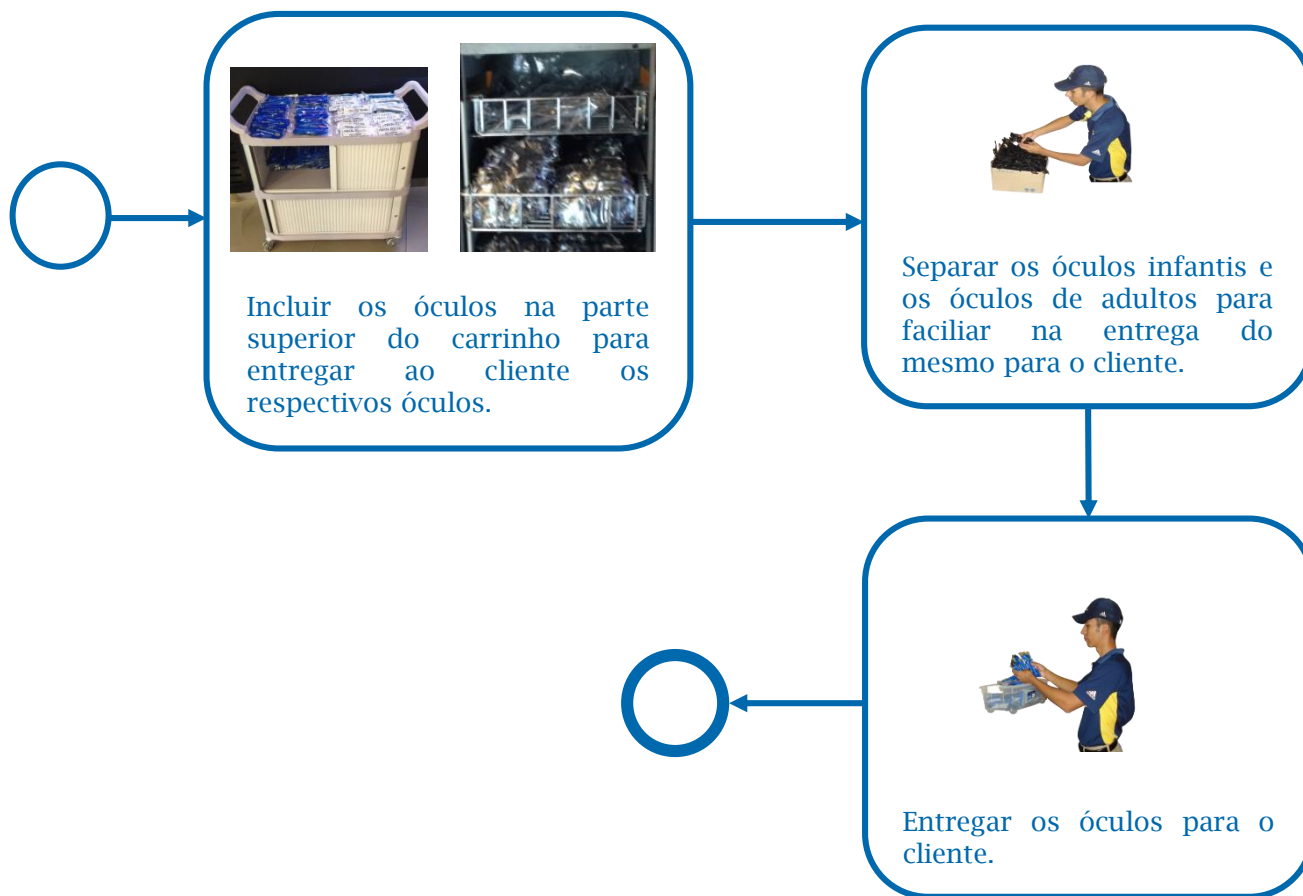 Incluir os óculos na parte
superior do carrinho para
entregar ao cliente os
respectivos óculos.
Separar os óculos infantis e
os óculos de adultos para
faciliar na entrega do
mesmo para o cliente.
Entregar os óculos para o
cliente.